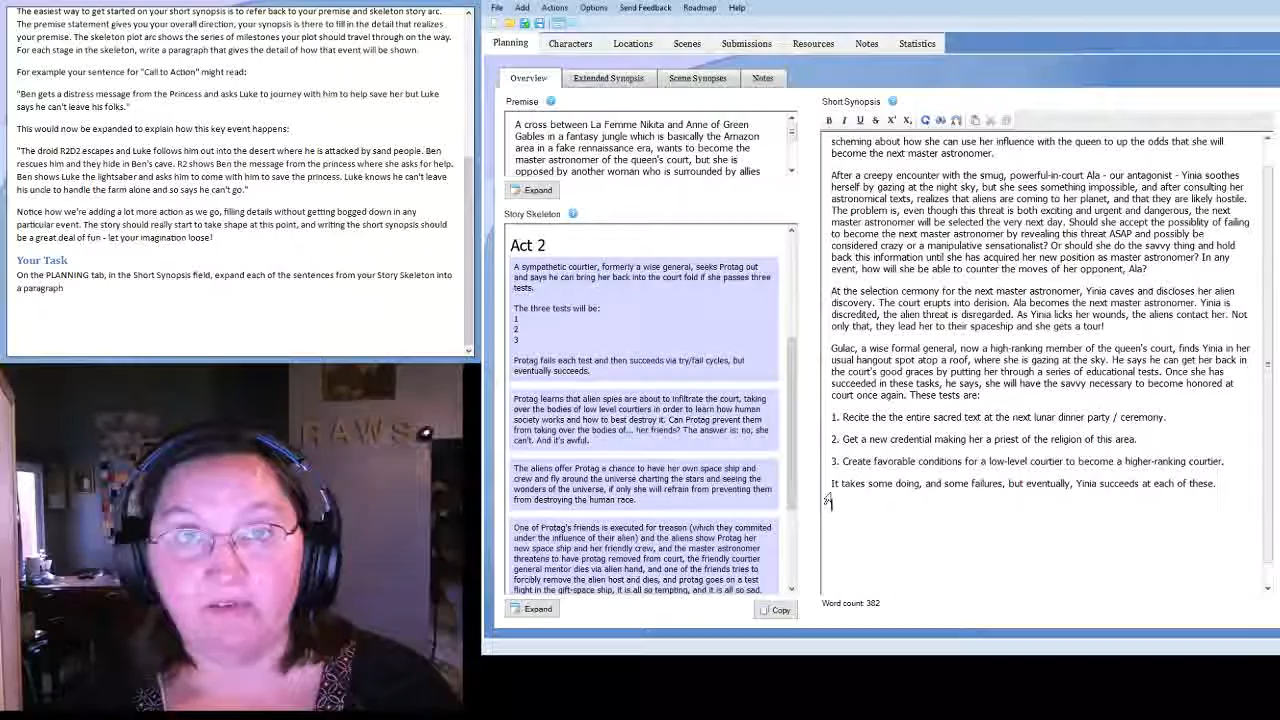 The easiest way to get started on your short synopsis is to refer back to your premise and skeleton story arc.
The premise statement gives you your overall direction, your synopsis is there to fill in the detail that realizes
your premise. The skeleton plot arc shows the series of milestones your plot should travel through on the way.
For each stage in the skeleton, write a paragraph that gives the detail of how that event will be shown.
For example your sentence for "Call to Action" might read:
"Ben gets a distress message from the Princess and asks Luke to journey with him to help save her but Luke
says he can't leave his folks."
This would now be expanded to explain how this key event happens:
"The droid R2D2 escapes and Luke follows him out into the desert where he is attacked by sand people. Ben
rescues him and they hide in Ben's cave. R2 shows Ben the message from the princess where she asks for help.
Ben shows Luke the lightsaber and asks him to come with him to save the princess. Luke knows he can't leave
his uncle to handle the farm alone and so says he can't go."
Notice how we're adding a lot more action as we go, filling details without getting bogged down in any
particular event. The story should really start to take shape at this point, and writing the short synopsis should
be a great deal of fun - let your imagination loose!
Your Task
On the PLANNING tab, in the Short Synopsis field, expand each of the sentences from your Story Skeleton into
a paragraph
RAWS
File Add Actions Options Send Feedback Roadmap Help
Planning Characters Locations Scenes Submissions Resources Notes Statistics
Overview Extended Synopsis Scene Synopses Notes
Premise
A cross between La Femme Nikita and Anne of Green
Gables in a fantasy jungle which is basically the Amazon
area in a fake rennaissance era, wants to become the
master astronomer of the queen's court, but she is
opposed by another woman who is surrounded by allies
Expand
Story Skeleton
Act 2
A sympathetic courtier, formerly a wise general, seeks Protag out
and says he can bring her back into the court fold if she passes three
tests.
The three tests will be:
1
2
3
Protag fails each test and then succeeds via try/fail cycles, but
eventually succeeds.
Protag learns that alien spies are about to infiltrate the court, taking
over the bodies of low level courtiers in order to learn how human
society works and how to best destroy it. Can Protag prevent them
from taking over the bodies of... her friends? The answer is: no, she
can't. And it's awful.
The aliens offer Protag a chance to have her own space ship and
crew and fly around the universe charting the stars and seeing the
wonders of the universe, if only she will refrain from preventing them
from destroying the human race.
One of Protag's friends is executed for treason (which they commited
under the influence of their alien) and the aliens show Protag her
new space ship and her friendly crew, and the master astronomer
threatens to have protag removed from court, the friendly courtier
general mentor dies via alien hand, and one of the friends tries to
forcibly remove the alien host and dies, and protag goes on a test
flight in the gift-space ship, it is all so tempting, and it is all so sad.
Expand
Copy
Short Synopsis
B I U S X' X,
scheming about how she can use her influence with the queen to up the odds that she will
become the next master astronomer.
After a creepy encounter with the smug, powerful-in-court Ala - our antagonist - Yinia soothes
herself by gazing at the night sky, but she sees something impossible, and after consulting her
astronomical texts, realizes that aliens are coming to her planet, and that they are likely hostile.
The problem is, even though this threat is both exciting and urgent and dangerous, the next
master astronomer will be selected the very next day. Should she accept the possiblity of failing
to become the next master astronomer by revealing this threat ASAP and possibly be
considered crazy or a manipulative sensationalist? Or should she do the savvy thing and hold
back this information until she has acquired her new position as master astronomer? In any
event, how will she be able to counter the moves of her opponent, Ala?
At the selection cermony for the next master astronomer, Yinia caves and discloses her alien
discovery. The court erupts into derision. Ala becomes the next master astronomer. Yinia is
discredited, the alien threat is disregarded. As Yinia licks her wounds, the aliens contact her. Not
only that, they lead her to their spaceship and she gets a tour!
Gulac, a wise formal general, now a high-ranking member of the queen's court, finds Yinia in her
usual hangout spot atop a roof, where she is gazing at the sky. He says he can get her back in
the court's good graces by putting her through a series of educational tests. Once she has
succeeded in these tasks, he says, she will have the savvy necessary to become honored at
court once again. These tests are:
1. Recite the the entire sacred text at the next lunar dinner party / ceremony.
2. Get a new credential making her a priest of the religion of this area.
3. Create favorable conditions for a low-level courtier to become a higher-ranking courtier.
It takes some doing, and some failures, but eventually, Yinia succeeds at each of these.
Word count: 382